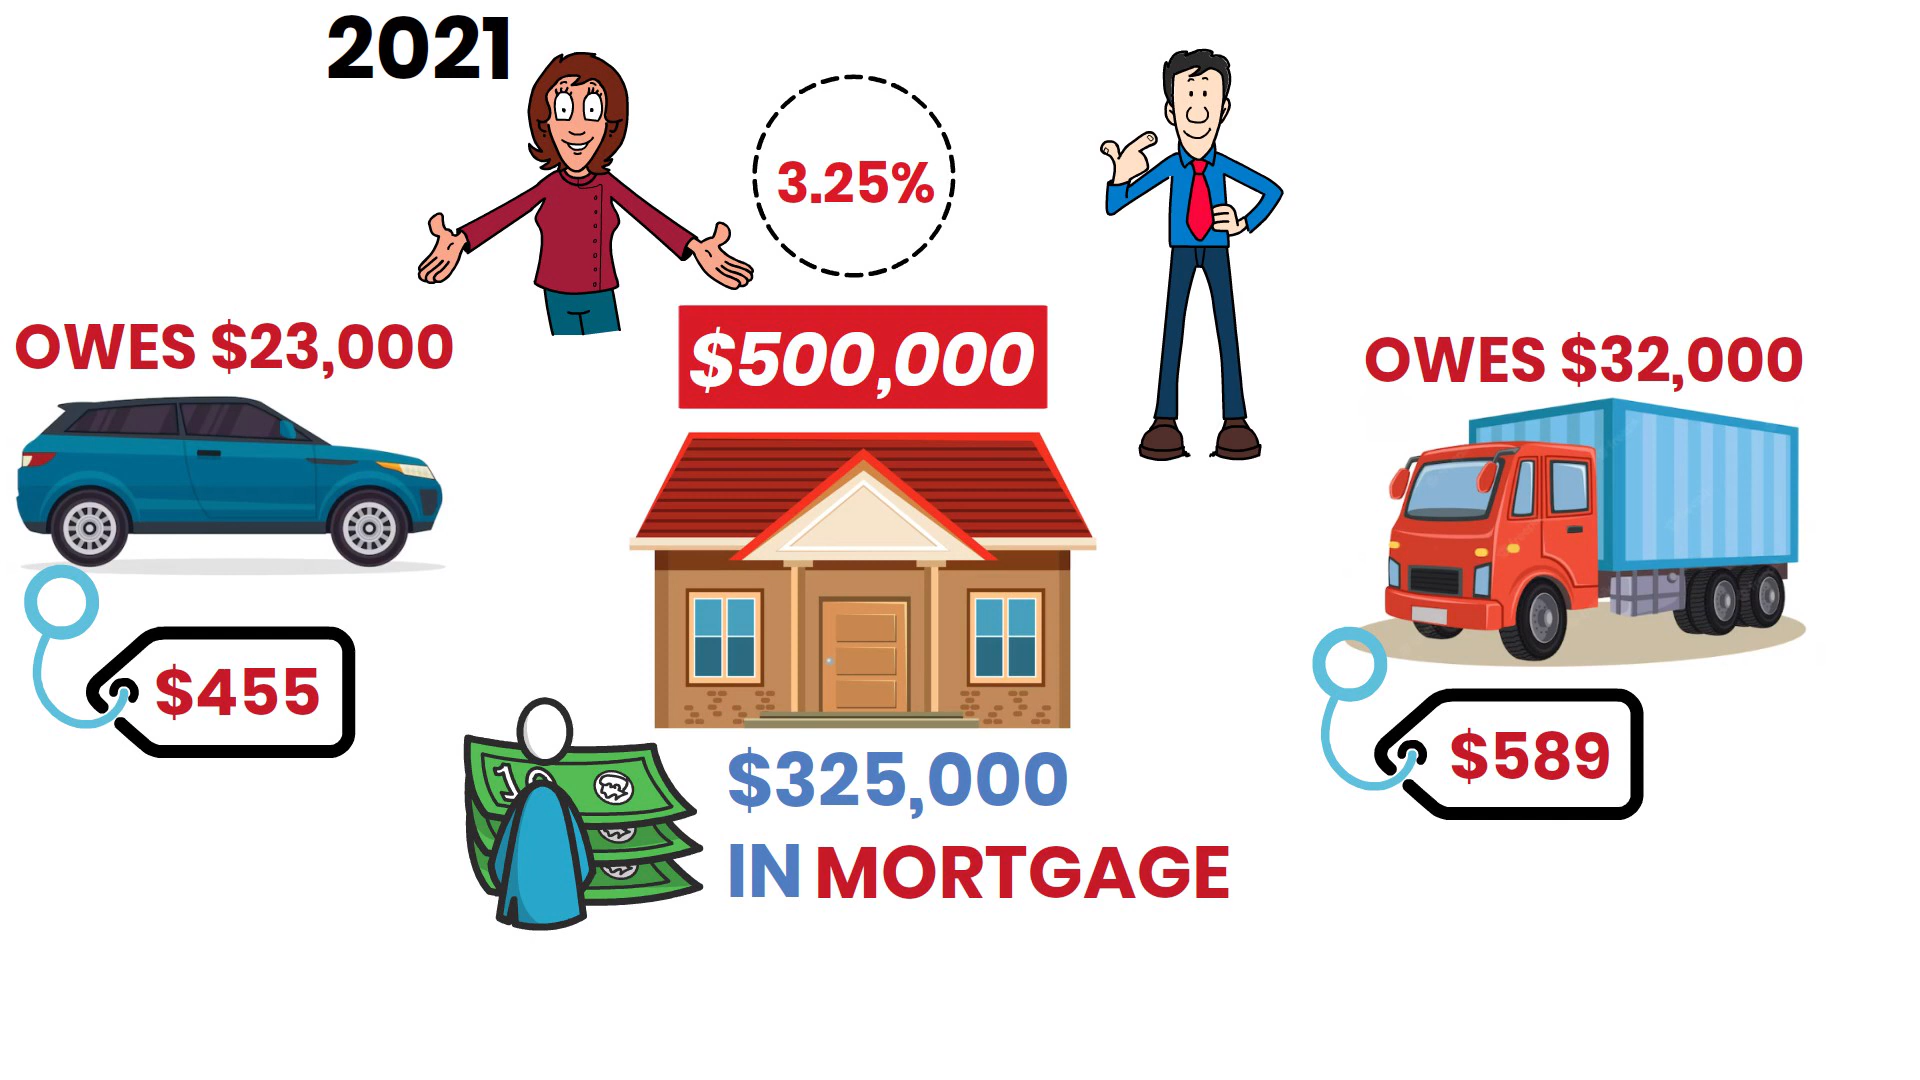 2021
3.25%
OWES $23,000
$500,000
OWES $32,000
$455
$589
$325,000
IN MORTGAGE